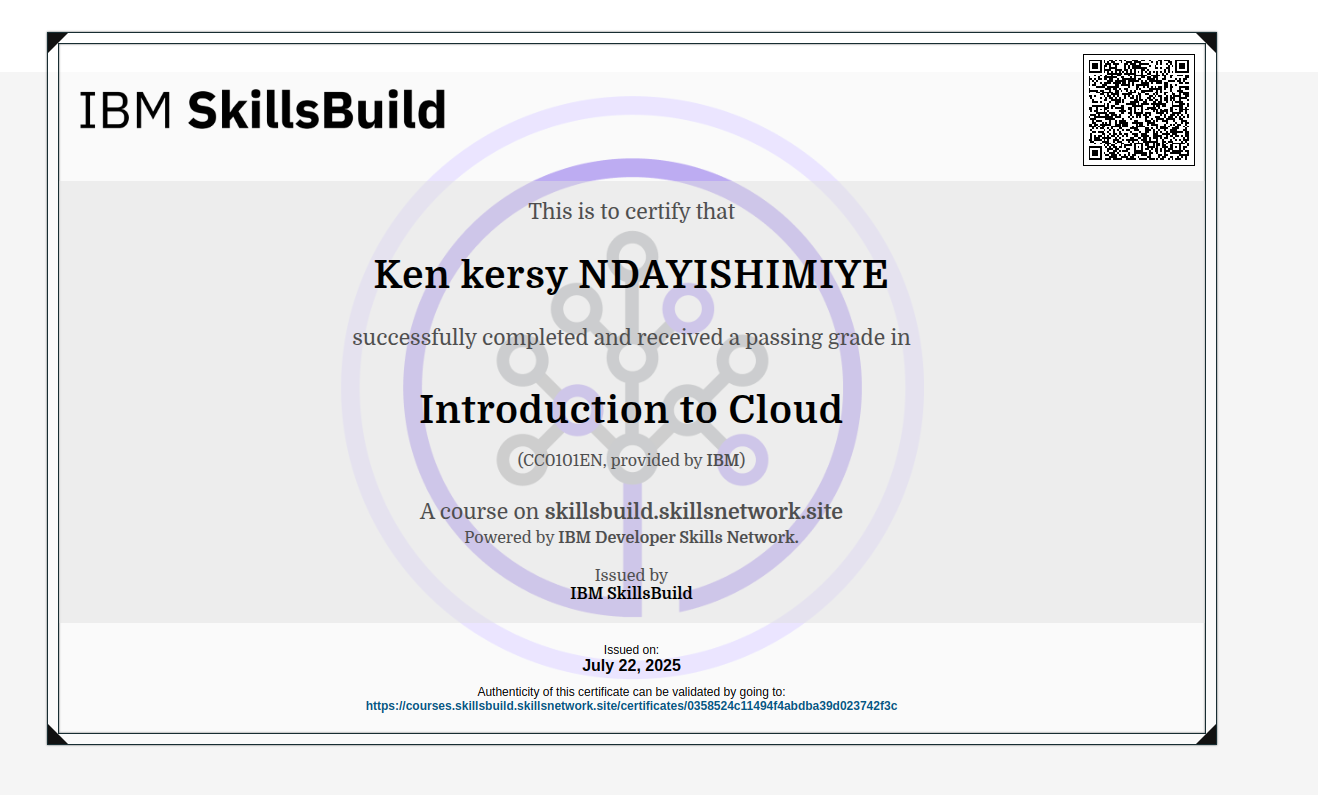 IBM SkillsBuild
This is to certify that
Ken kersy NDAYISHIMIYE
successfully completed and received a passing grade in
Introduction to Cloud
(CC0101EN, provided by IBM)
A course on skillsbuild.skillsnetwork.site
Powered by IBM Developer Skills Network.
Issued by
IBM SkillsBuild
Issued on:
July 22, 2025
Authenticity of this certificate can be validated by going to:
https://courses.skillsbuild.skillsnetwork.site/certificates/0358524c11494f4abdba39d023742f3c